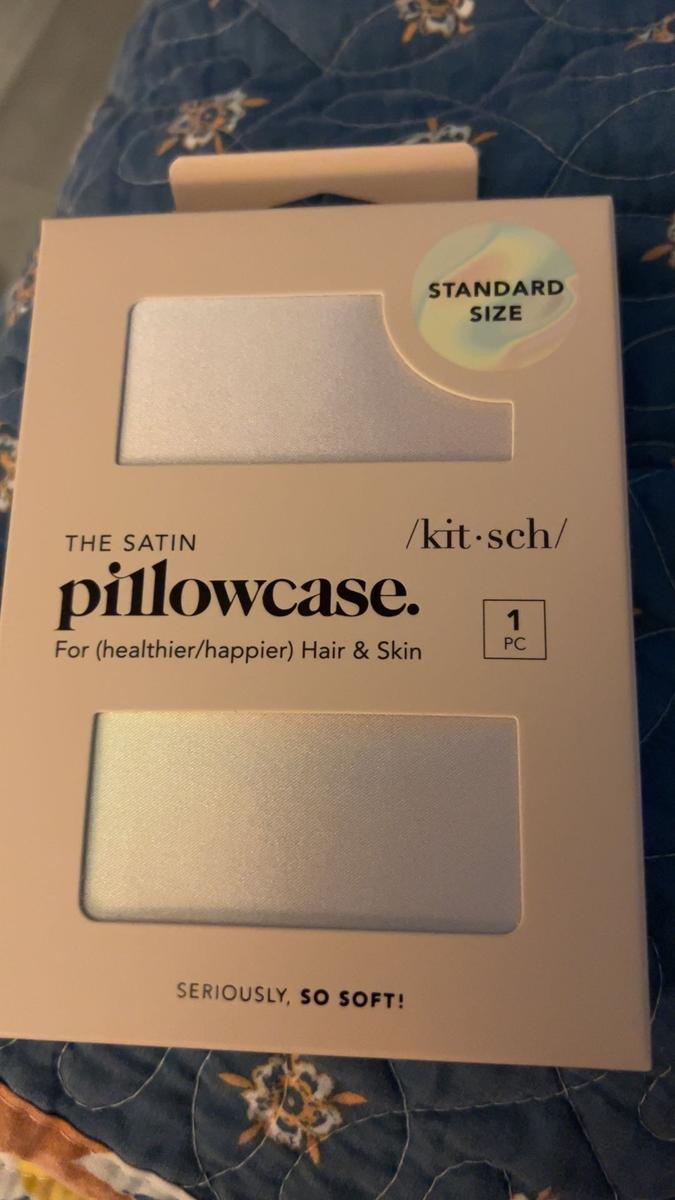 STANDARD
SIZE
/kit·sch/
THE SATIN
pillowcase.
For (healthier/happier) Hair & Skin
1
PC
SERIOUSLY, SO SOFT!